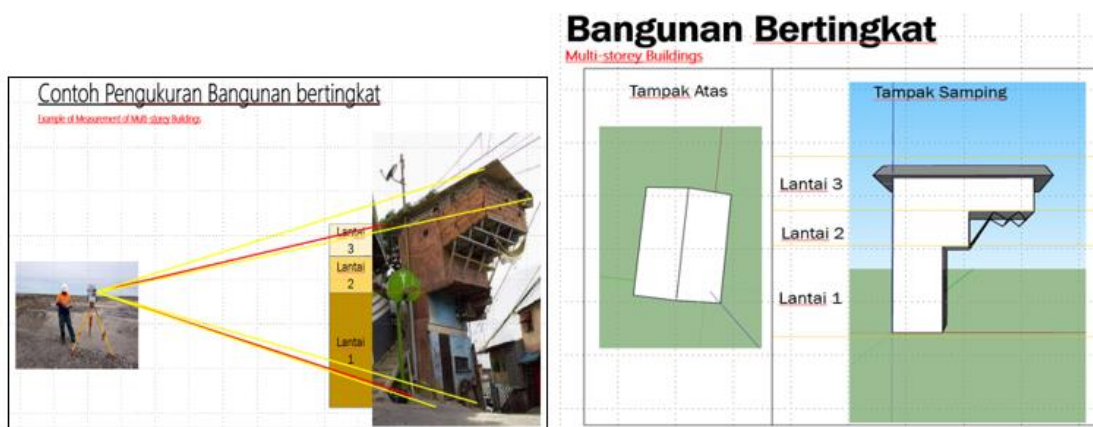 Contoh Pengukuran Bangunan bertingkat
Example of Measurement of Multi-storey Buildings
Lantai
3
Lantai
2
Lantai
1
Bangunan Bertingkat
Multi-storey Buildings
Tampak Atas
Tampak Samping
Lantai 3
Lantai 2
Lantai 1